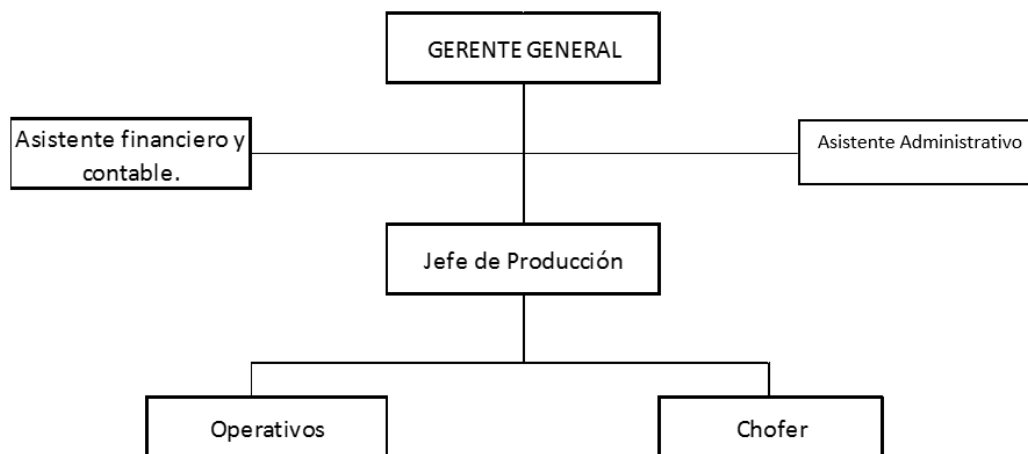 GERENTE GENERAL
Asistente financiero y
contable.
Asistente Administrativo
Jefe de Producción
Operativos
Chofer